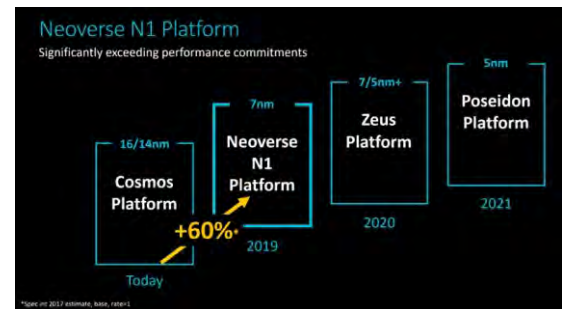 Neoverse N1 Platform
Significantly exceeding performance commitments
16/14nm
Cosmos
Platform
Today
+60%*
7nm
Neoverse
N1
Platform
2019
7/5nm+
Zeus
Platform
2020
5nm
Poseidon
Platform
2021
*Spec int 2017 estimate, base, rate=1